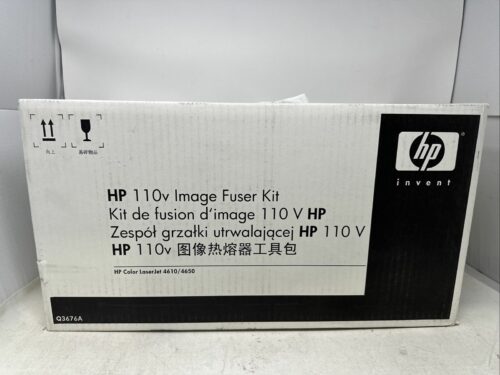 向上
易碎物品
hp
invent
HP 110v Image Fuser Kit
Kit de fusion d'image 110 V HP
Zespół grzałki utrwalającej HP 110 V
HP 110v 图像热熔器工具包
HP Color LaserJet 4610/4650
Q3676A